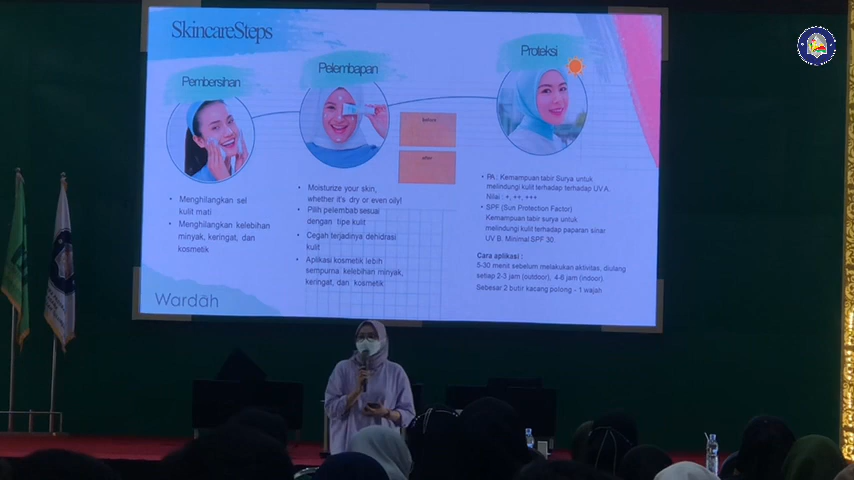 SkincareSteps
Pembersihan
Menghilangkan sel
kulit mati
Menghilangkan kelebihan
minyak, keringat, dan
kosmetik
Pelembapan
before
after
Moisturize your skin,
whether it's dry or even oily!
Pilih pelembab sesuai
dengan tipe kulit
Cegah terjadinya dehidrasi
kulit
Aplikasi kosmetik lebih
sempurna kelebihan minyak,
keringat, dan kosmetik
Proteksi
PA : Kemampuan tabir Surya untuk
melindungi kulit terhadap terhadap UV A.
Nilai : +, ++, +++
SPF (Sun Protection Factor)
Kemampuan tabir surya untuk
melindungi kulit terhadap paparan sinar
UV B. Minimal SPF 30
Cara aplikasi :
5-30 menit sebelum melakukan aktivitas, diulang
setiap 2-3 jam (outdoor), 4-6 jam (indoor).
Sebesar 2 butir kacang polong - 1 wajah
Wardah